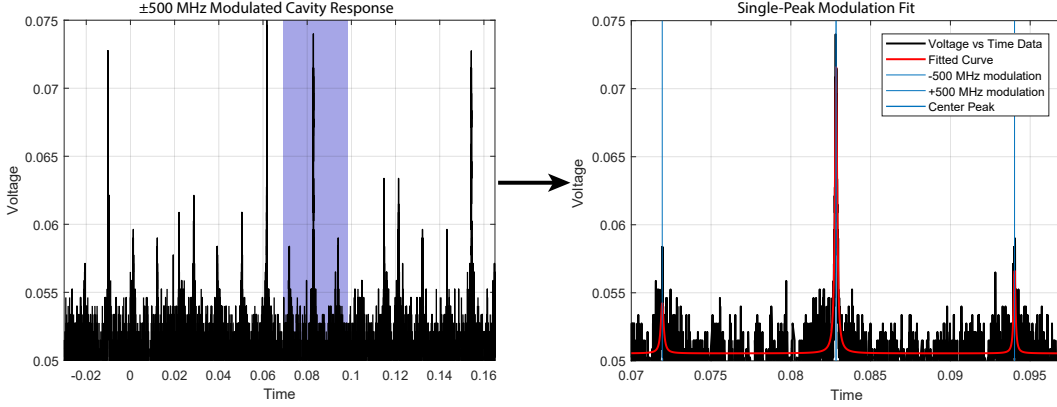 ±500 MHz Modulated Cavity Response
0.075
0.07
0.065
0.06
0.055
0.05
Voltage
-0.02
0
0.02
0.04
0.06
0.08
0.1
0.12
0.14
0.16
Time
Single-Peak Modulation Fit
0.075
0.07
0.065
0.06
0.055
0.05
Voltage
Voltage vs Time Data
Fitted Curve
-500 MHz modulation
+500 MHz modulation
Center Peak
0.07
0.075
0.08
0.085
0.09
0.095
Time